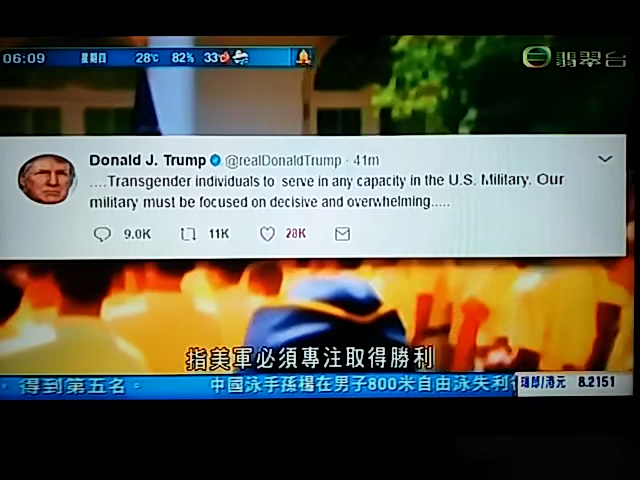 06:09 星期四 28℃ 82% 33
翡翠台
Donald J. Trump @realDonaldTrump · 41m
....Transgender individuals to serve in any capacity in the U.S. Military. Our
military must be focused on decisive and overwhelming.....
9.0K 11K 28K
指美軍必須專注取得勝利
得到第五名。 中國泳手孫楊在男子800米自由泳失利
瑞郎/港元 8.2151